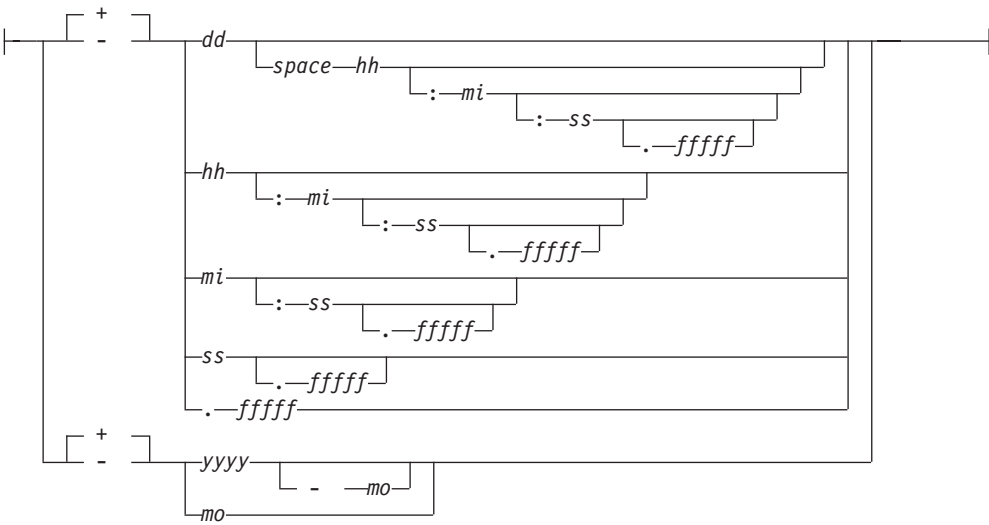 +
- dd
space hh
: mi
: ss
. fffff
hh
: mi
: ss
. fffff
mi
: ss
. fffff
ss
. fffff
. fffff
+
- yyyy
- mo
mo